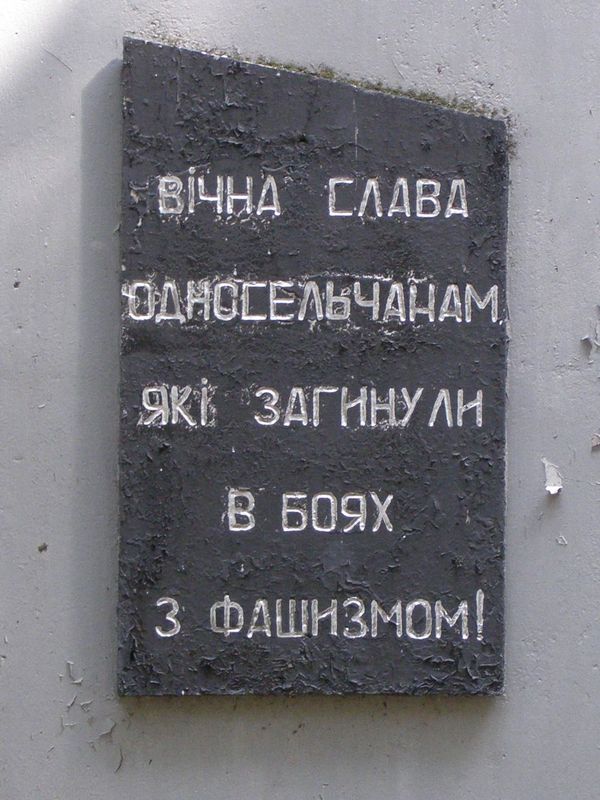 ВІЧНА СЛАВА
ОДНОСЕЛЬЧАНАМ,
ЯКІ ЗАГИНУЛИ
В БОЯХ
З ФАШИЗМОМ!